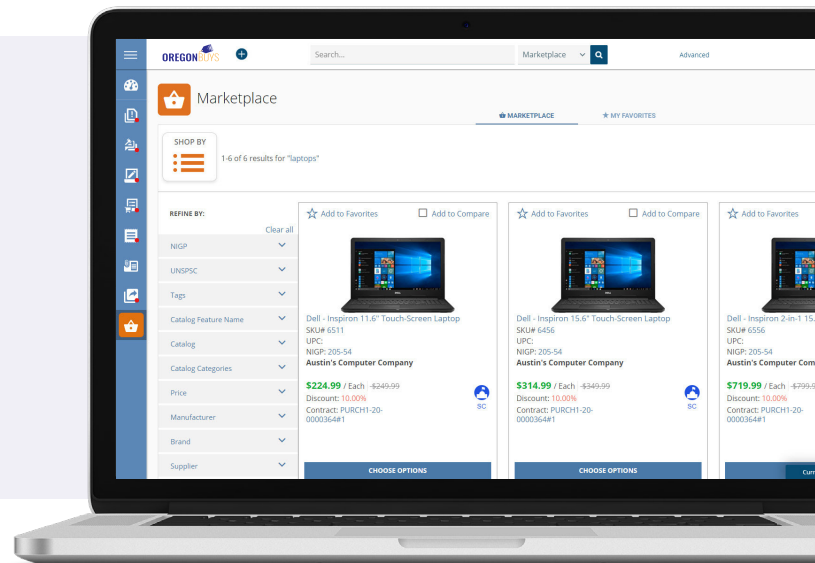 OREGONBUYS
Search...
Marketplace
Advanced
Marketplace
MARKETPLACE
MY FAVORITES
SHOP BY
1-6 of 6 results for "laptops"
REFINE BY:
Clear all
NIGP
UNSPSC
Tags
Catalog Feature Name
Catalog
Catalog Categories
Price
Manufacturer
Brand
Supplier
Add to Favorites
Add to Compare
Dell - Inspiron 11.6" Touch-Screen Laptop
SKU# 6511
UPC:
NIGP: 205-54
Austin's Computer Company
$224.99 / Each $249.99
Discount: 10.00%
Contract: PURCH1-20-
0000364#1
SC
CHOOSE OPTIONS
Add to Favorites
Add to Compare
Dell - Inspiron 15.6" Touch-Screen Laptop
SKU# 6456
UPC:
NIGP: 205-54
Austin's Computer Company
$314.99 / Each $349.99
Discount: 10.00%
Contract: PURCH1-20-
0000364#1
SC
CHOOSE OPTIONS
Add to Favorites
Dell - Inspiron 2-in-1 15.
SKU# 6556
UPC:
NIGP: 205-54
Austin's Computer Com
$719.99 / Each $799.9
Discount: 10.00%
Contract: PURCH1-20-
0000364#1
Curr